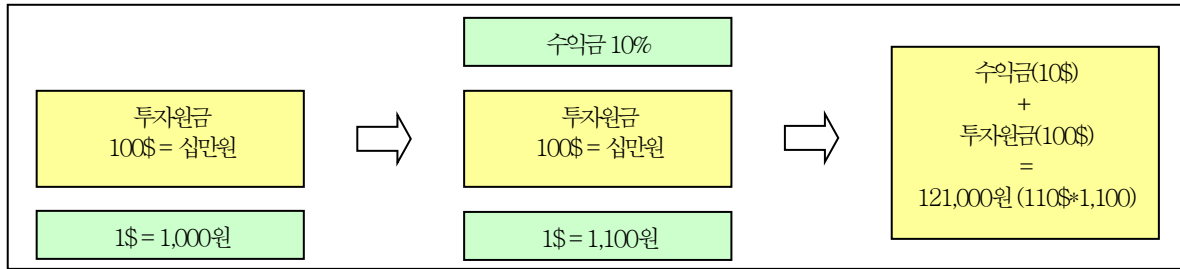 투자원금
100$ = 십만원
1$ = 1,000원
수익금 10%
투자원금
100$ = 십만원
1$ = 1,100원
수익금(10$)
+
투자원금(100$)
=
121,000원 (110$*1,100)